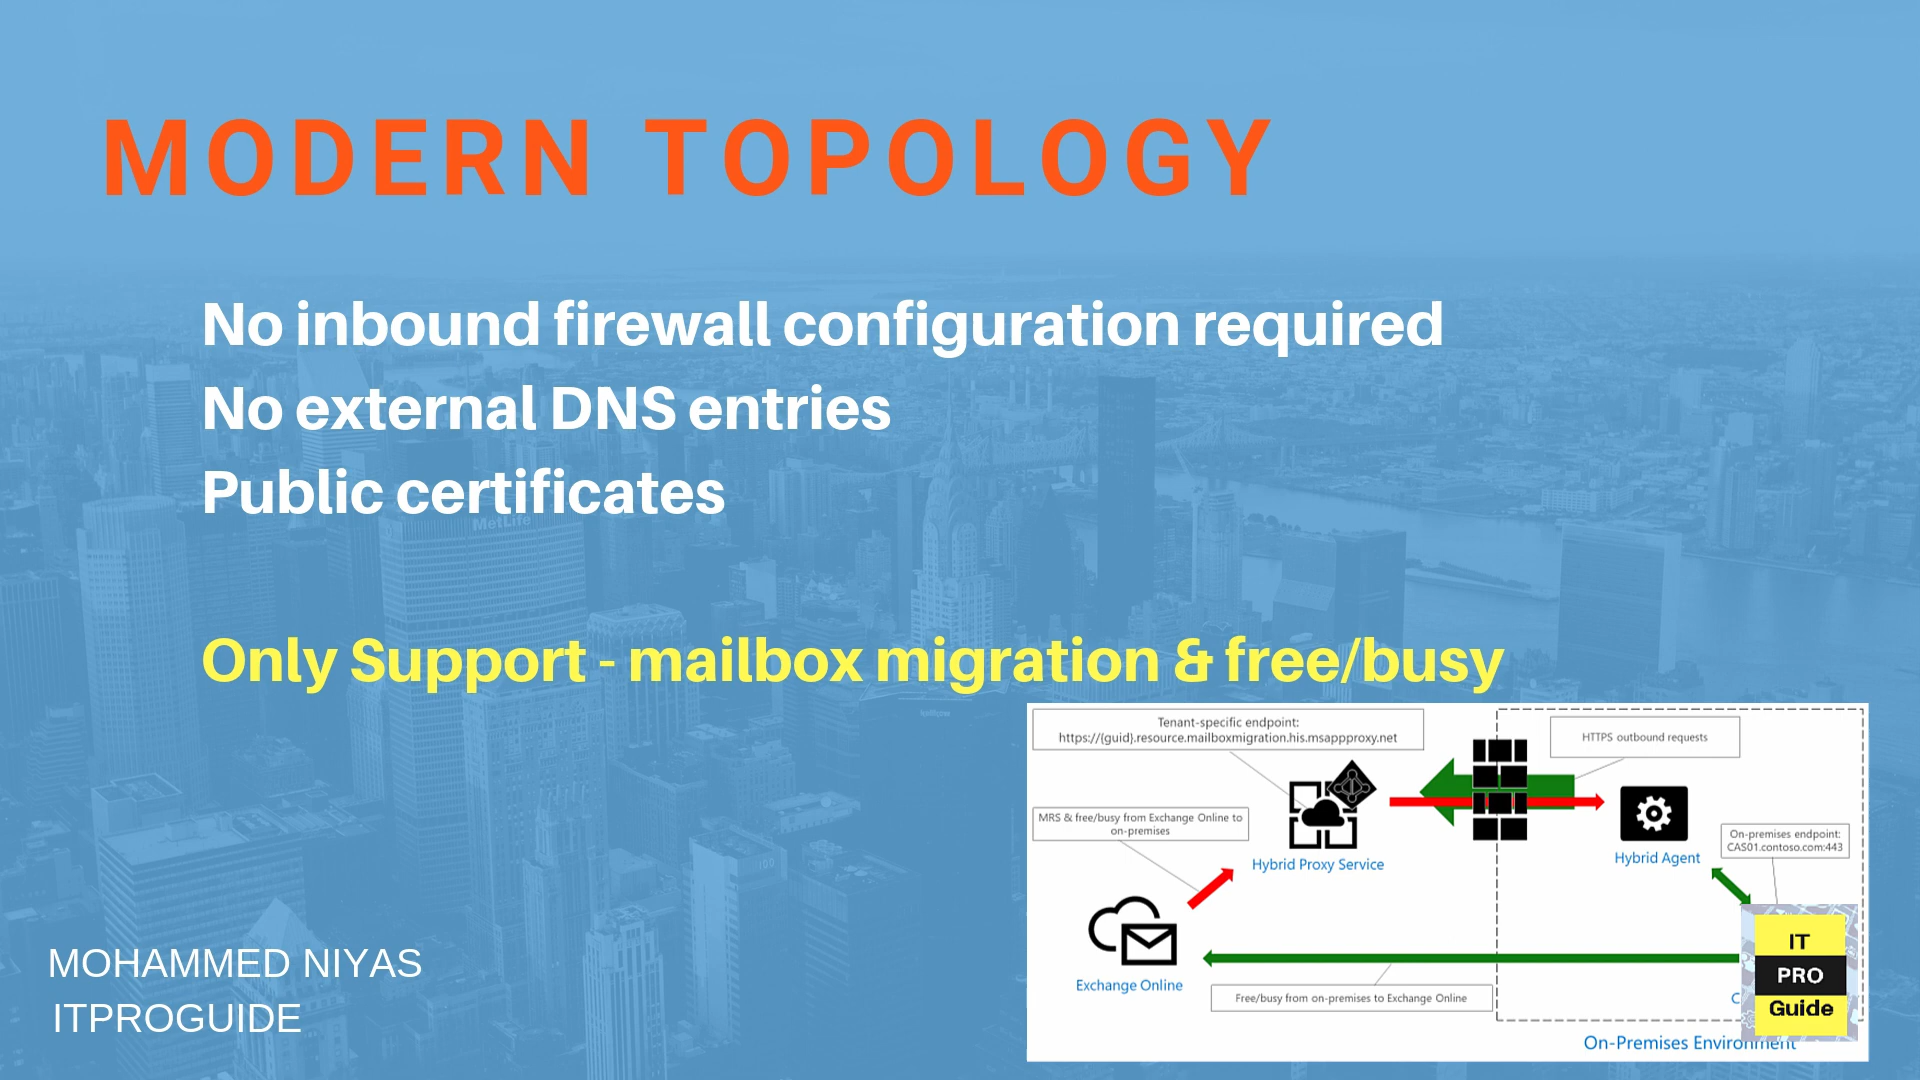 MODERN TOPOLOGY
No inbound firewall configuration required
No external DNS entries
Public certificates
MetLife
Only Support - mailbox migration & free/busy
Tenant-specific endpoint:
https://{guid}.resource.mailboxmigration.his.msappproxy.net
HTTPS outbound requests
MRS & free/busy from Exchange Online to
on-premises
Hybrid Proxy Service
Hybrid Agent
On-premises endpoint:
CAS01.contoso.com:443
Exchange Online
Free/busy from on-premises to Exchange Online
IT
PRO
Guide
On-Premises Environment
MOHAMMED NIYAS
ITPROGUIDE